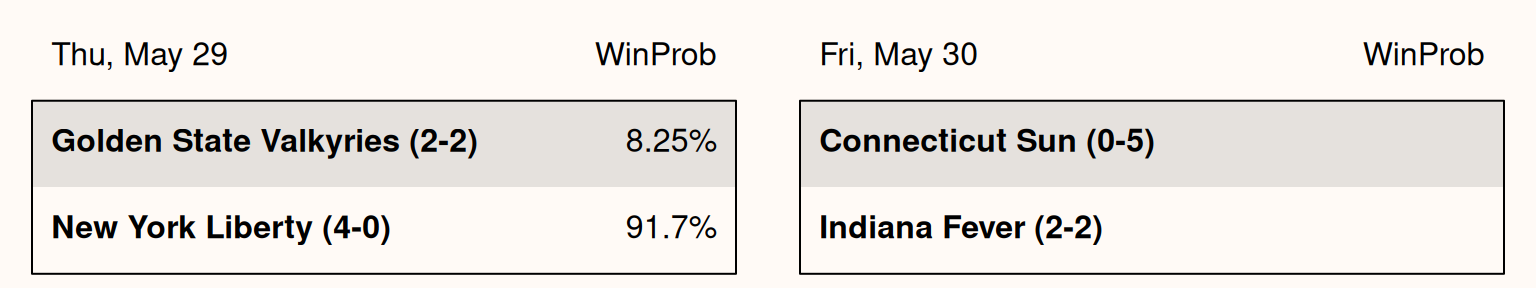 Thu, May 29 WinProb
Golden State Valkyries (2-2) 8.25%
New York Liberty (4-0) 91.7%
Fri, May 30 WinProb
Connecticut Sun (0-5)
Indiana Fever (2-2)